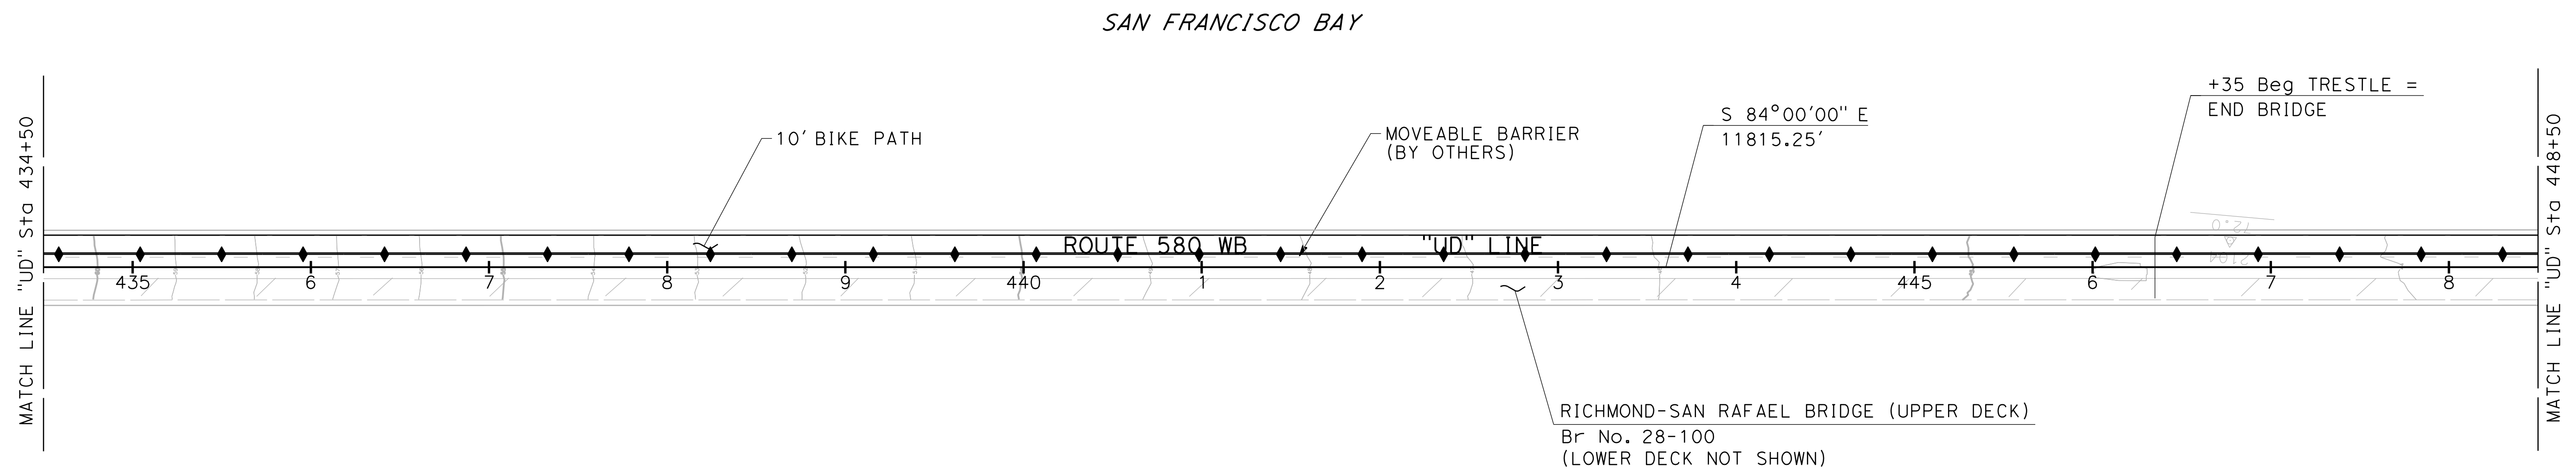 SAN FRANCISCO BAY
+35 Beg TRESTLE =
END BRIDGE
S 84°00'00" E
11815.25'
10' BIKE PATH
MOVEABLE BARRIER
(BY OTHERS)
MATCH LINE "UD" Sta 434+50
MATCH LINE "UD" Sta 448+50
72.0
2104
ROUTE 580 WB "UD" LINE
435 6 7 8 9 440 1 2 3 4 445 6 7 8
RICHMOND-SAN RAFAEL BRIDGE (UPPER DECK)
Br No. 28-100
(LOWER DECK NOT SHOWN)